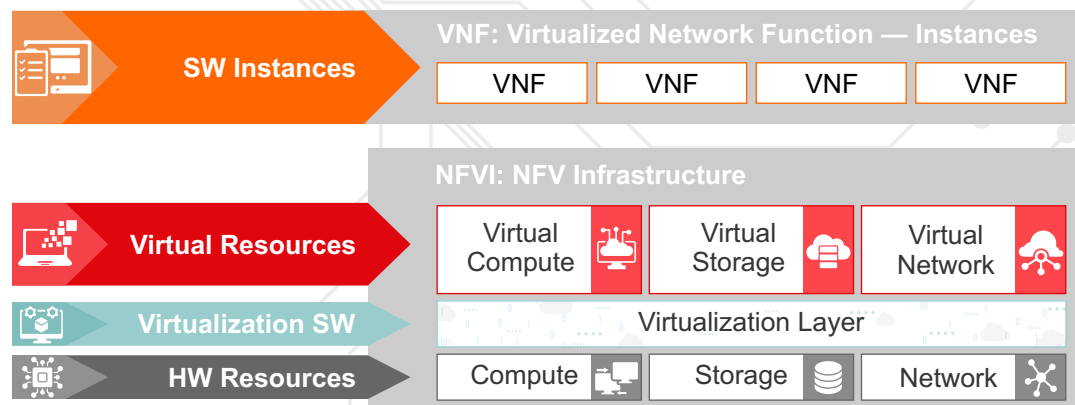 SW Instances
VNF: Virtualized Network Function — Instances
VNF
VNF
VNF
VNF
NFVI: NFV Infrastructure
Virtual Resources
Virtual
Compute
Virtual
Storage
Virtual
Network
Virtualization SW
Virtualization Layer
HW Resources
Compute
Storage
Network